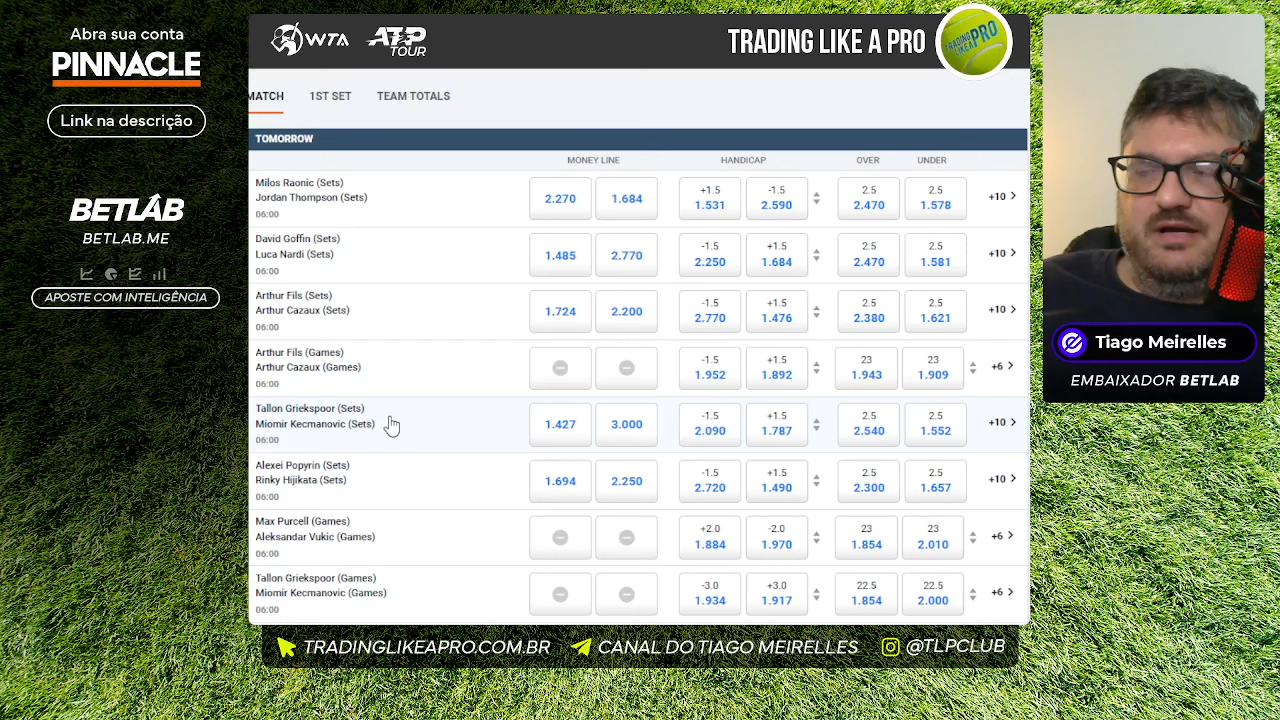 Abra sua conta
PINNACLE
Link na descrição
BETLAB
BETLAB.ME
APOSTE COM INTELIGÊNCIA
WTA
ATP
TOUR
TRADING LIKE A PRO
TRADING
LIKE A
PRO
MATCH 1ST SET TEAM TOTALS
TOMORROW
MONEY LINE HANDICAP OVER UNDER
Milos Raonic (Sets)
Jordan Thompson (Sets)
06:00
2.270 1.684
+1.5 -1.5 2.5 2.5
1.531 2.590 2.470 1.578
+10
David Goffin (Sets)
Luca Nardi (Sets)
06:00
1.485 2.770
-1.5 +1.5 2.5 2.5
2.250 1.684 2.470 1.581
+10
Arthur Fils (Sets)
Arthur Cazaux (Sets)
06:00
1.724 2.200
-1.5 +1.5 2.5 2.5
2.770 1.476 2.380 1.621
+10
Arthur Fils (Games)
Arthur Cazaux (Games)
06:00
-1.5 +1.5 23 23
1.952 1.892 1.943 1.909
+6
Tallon Griekspoor (Sets)
Miomir Kecmanovic (Sets)
06:00
1.427 3.000
-1.5 +1.5 2.5 2.5
2.090 1.787 2.540 1.552
+10
Alexei Popyrin (Sets)
Rinky Hijikata (Sets)
06:00
1.694 2.250
-1.5 +1.5 2.5 2.5
2.720 1.490 2.300 1.657
+10
Max Purcell (Games)
Aleksandar Vukic (Games)
06:00
+2.0 -2.0 23 23
1.884 1.970 1.854 2.010
+6
Tallon Griekspoor (Games)
Miomir Kecmanovic (Games)
06:00
-3.0 +3.0 22.5 22.5
1.934 1.917 1.854 2.000
+6
Tiago Meirelles
EMBAIXADOR BETLAB
TRADINGLIKEAPRO.COM.BR CANAL DO TIAGO MEIRELLES @TLPCLUB